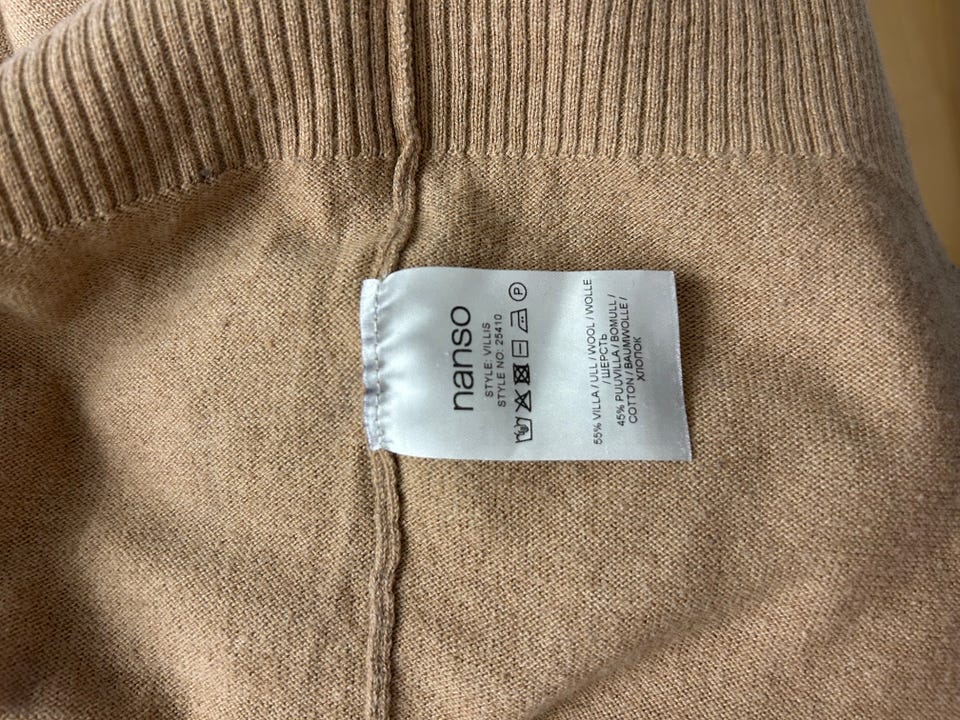 nanso
STYLE: VILLIS
STYLE NO: 25410
P
55% VILLA / ULL / WOOL / WOLLE
/ ШЕРСТЬ
45% PUUVILLA / BOMULL /
COTTON / BAUMWOLLE /
ХЛОПОК